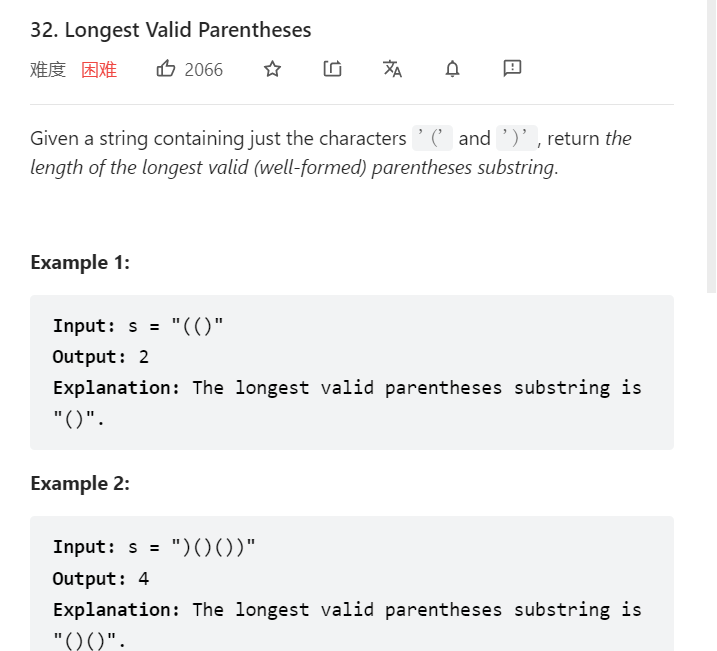 32. Longest Valid Parentheses
难度 困难 2066
Given a string containing just the characters '(' and ')', return the
length of the longest valid (well-formed) parentheses substring.
Example 1:
Input: s = "(()"
Output: 2
Explanation: The longest valid parentheses substring is
"()".
Example 2:
Input: s = ")()())"
Output: 4
Explanation: The longest valid parentheses substring is
"()()".